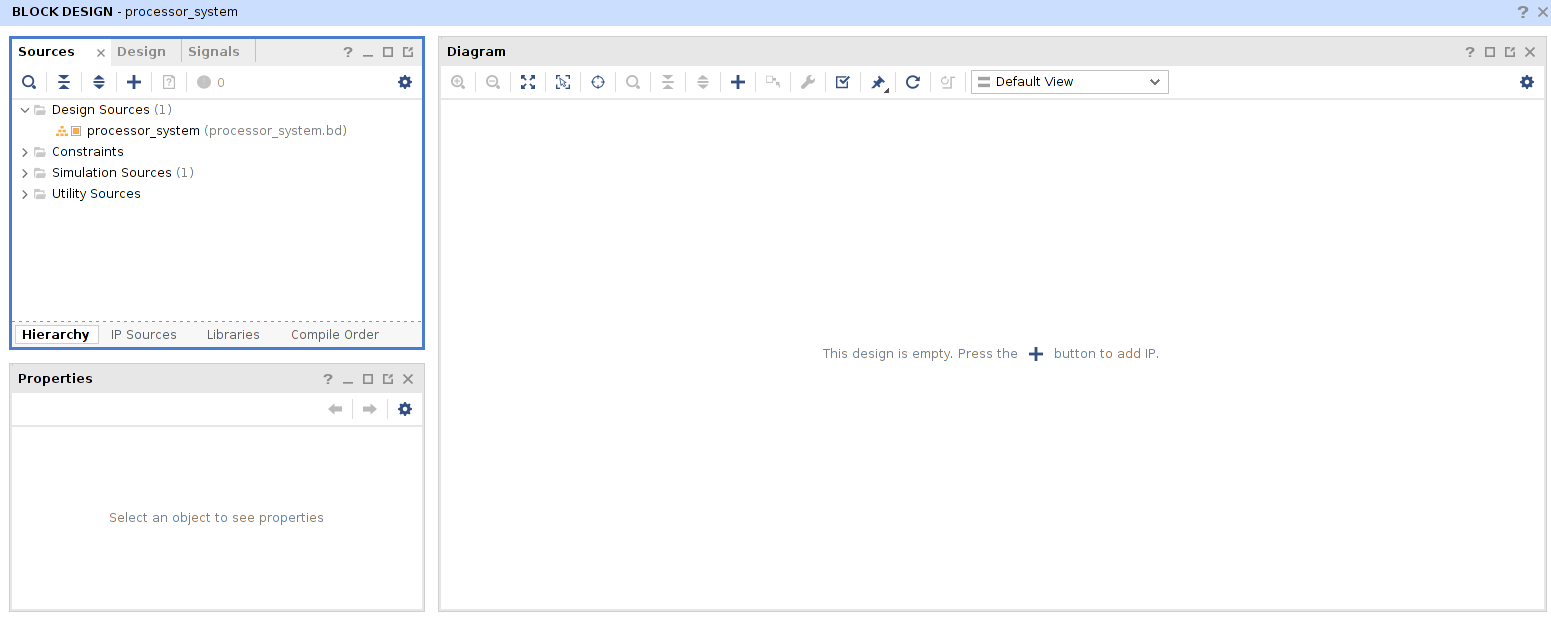 BLOCK DESIGN - processor_system
Sources Design Signals
0
Design Sources (1)
processor_system (processor_system.bd)
Constraints
Simulation Sources (1)
Utility Sources
Hierarchy IP Sources Libraries Compile Order
Properties
Select an object to see properties
Diagram
Default View
This design is empty. Press the + button to add IP.